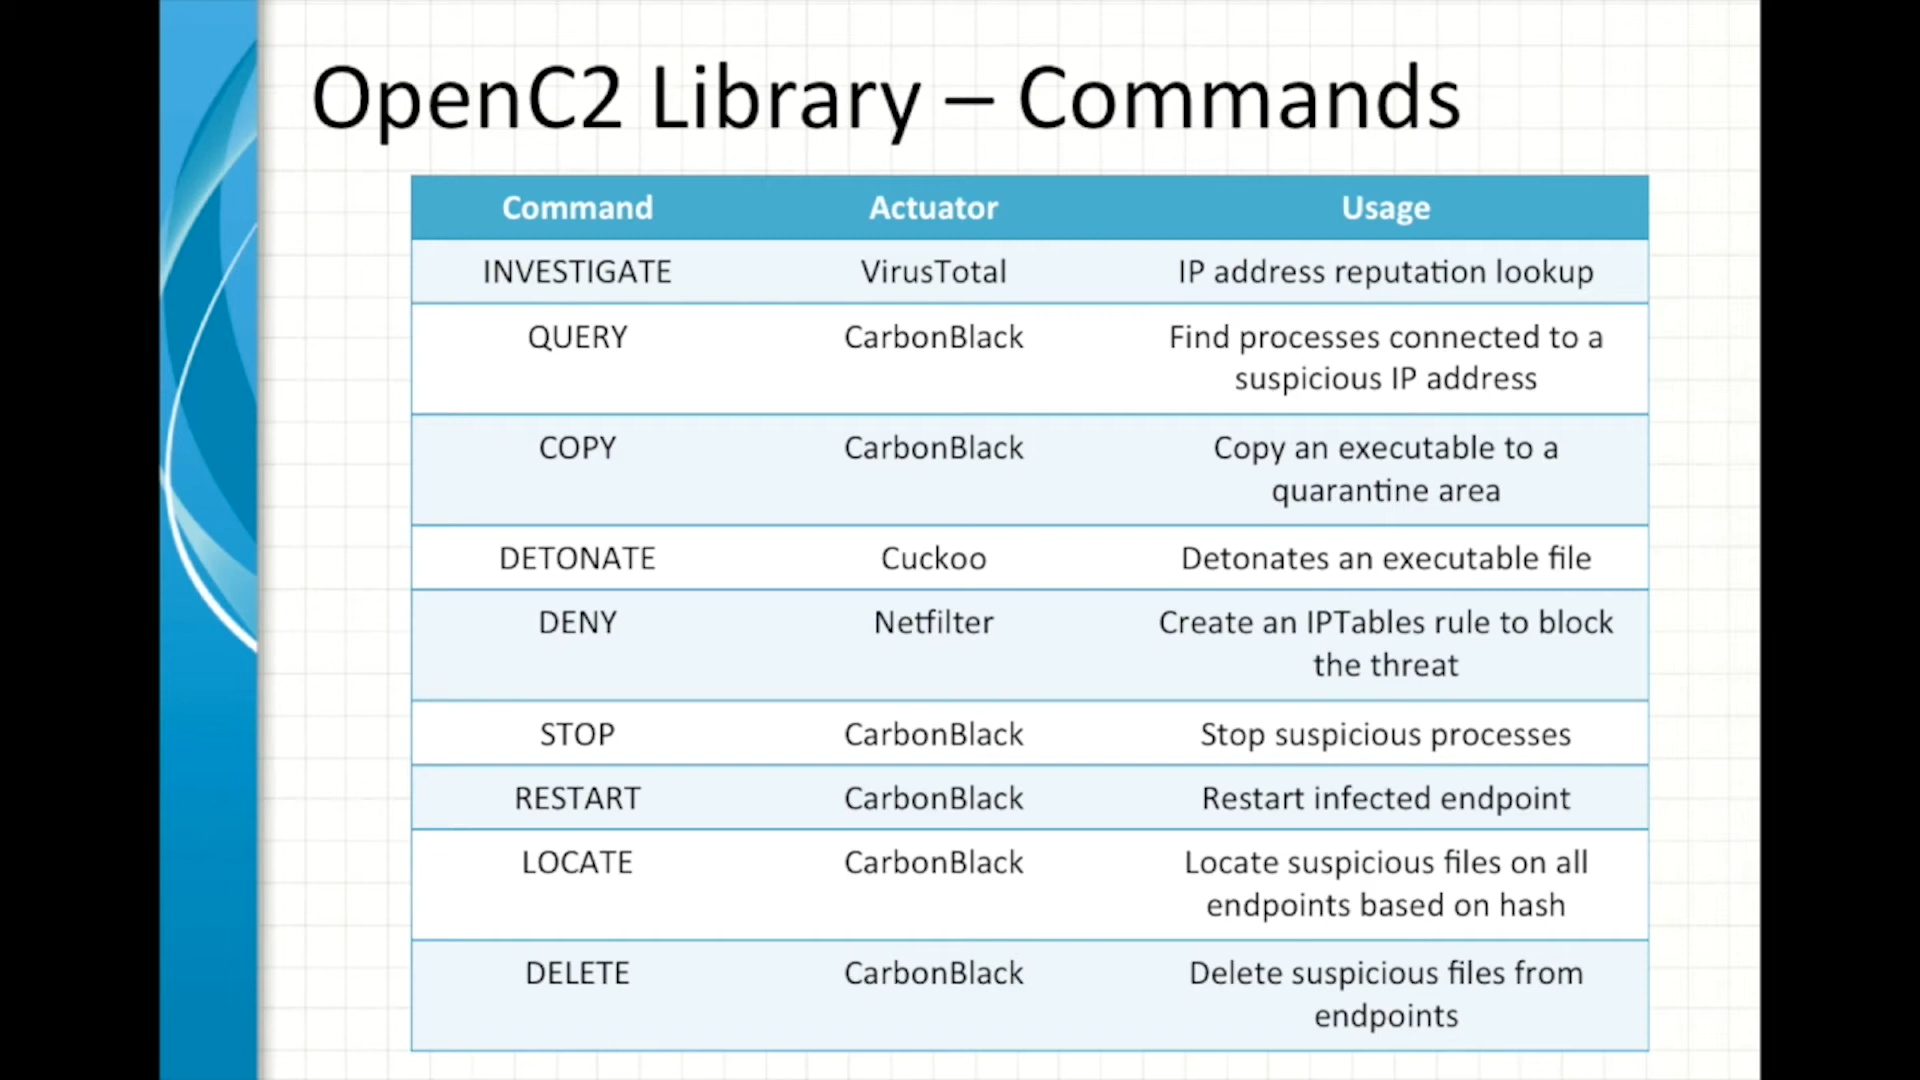 OpenC2 Library – Commands
Command Actuator Usage
INVESTIGATE VirusTotal IP address reputation lookup
QUERY CarbonBlack Find processes connected to a
suspicious IP address
COPY CarbonBlack Copy an executable to a
quarantine area
DETONATE Cuckoo Detonates an executable file
DENY Netfilter Create an IPTables rule to block
the threat
STOP CarbonBlack Stop suspicious processes
RESTART CarbonBlack Restart infected endpoint
LOCATE CarbonBlack Locate suspicious files on all
endpoints based on hash
DELETE CarbonBlack Delete suspicious files from
endpoints